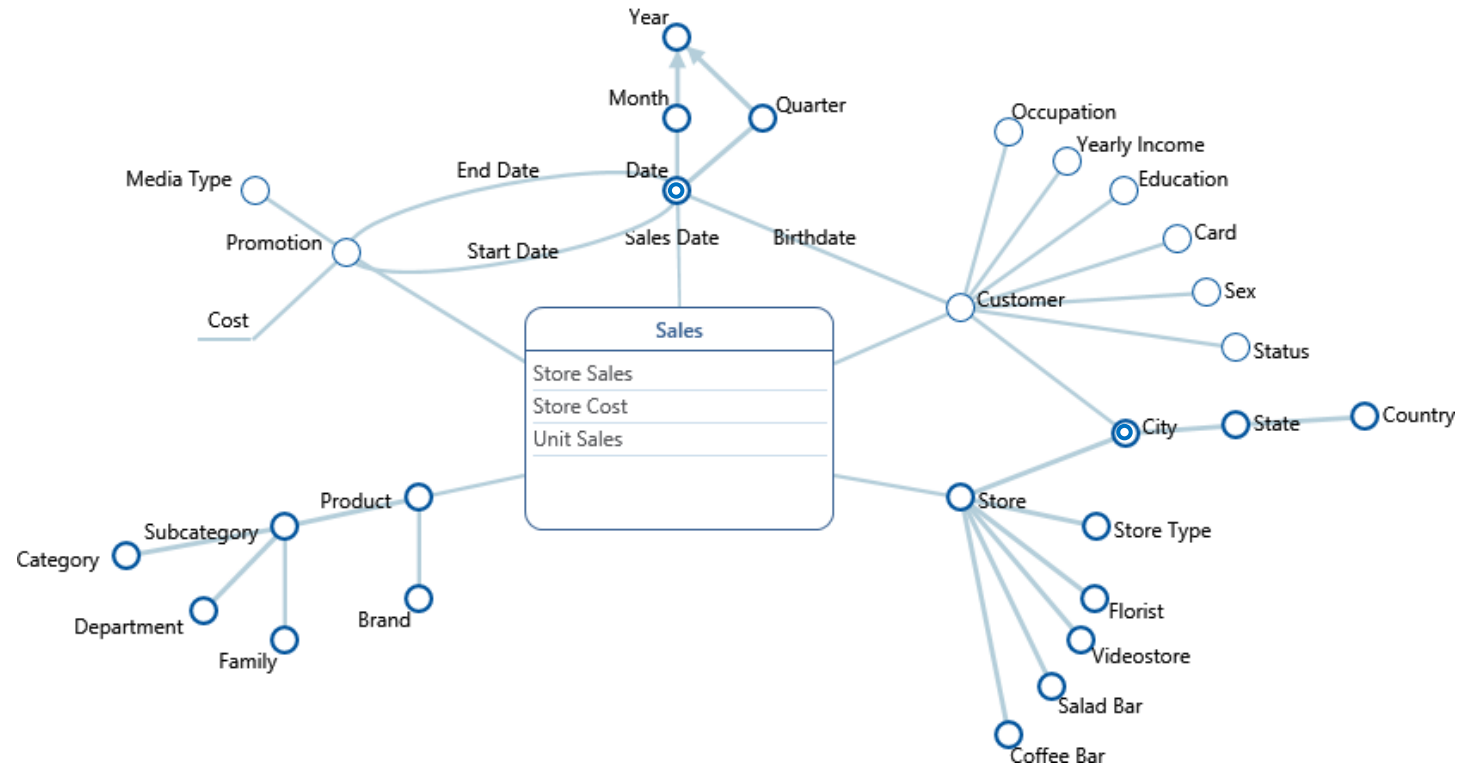 Year
Month
Quarter
Occupation
Yearly Income
Education
Media Type
End Date
Date
Promotion
Start Date
Sales Date
Birthdate
Card
Sex
Customer
Cost
Sales
Status
Store Sales
Store Cost
Unit Sales
City
State
Country
Product
Store
Subcategory
Store Type
Category
Department
Brand
Florist
Family
Videostore
Salad Bar
Coffee Bar